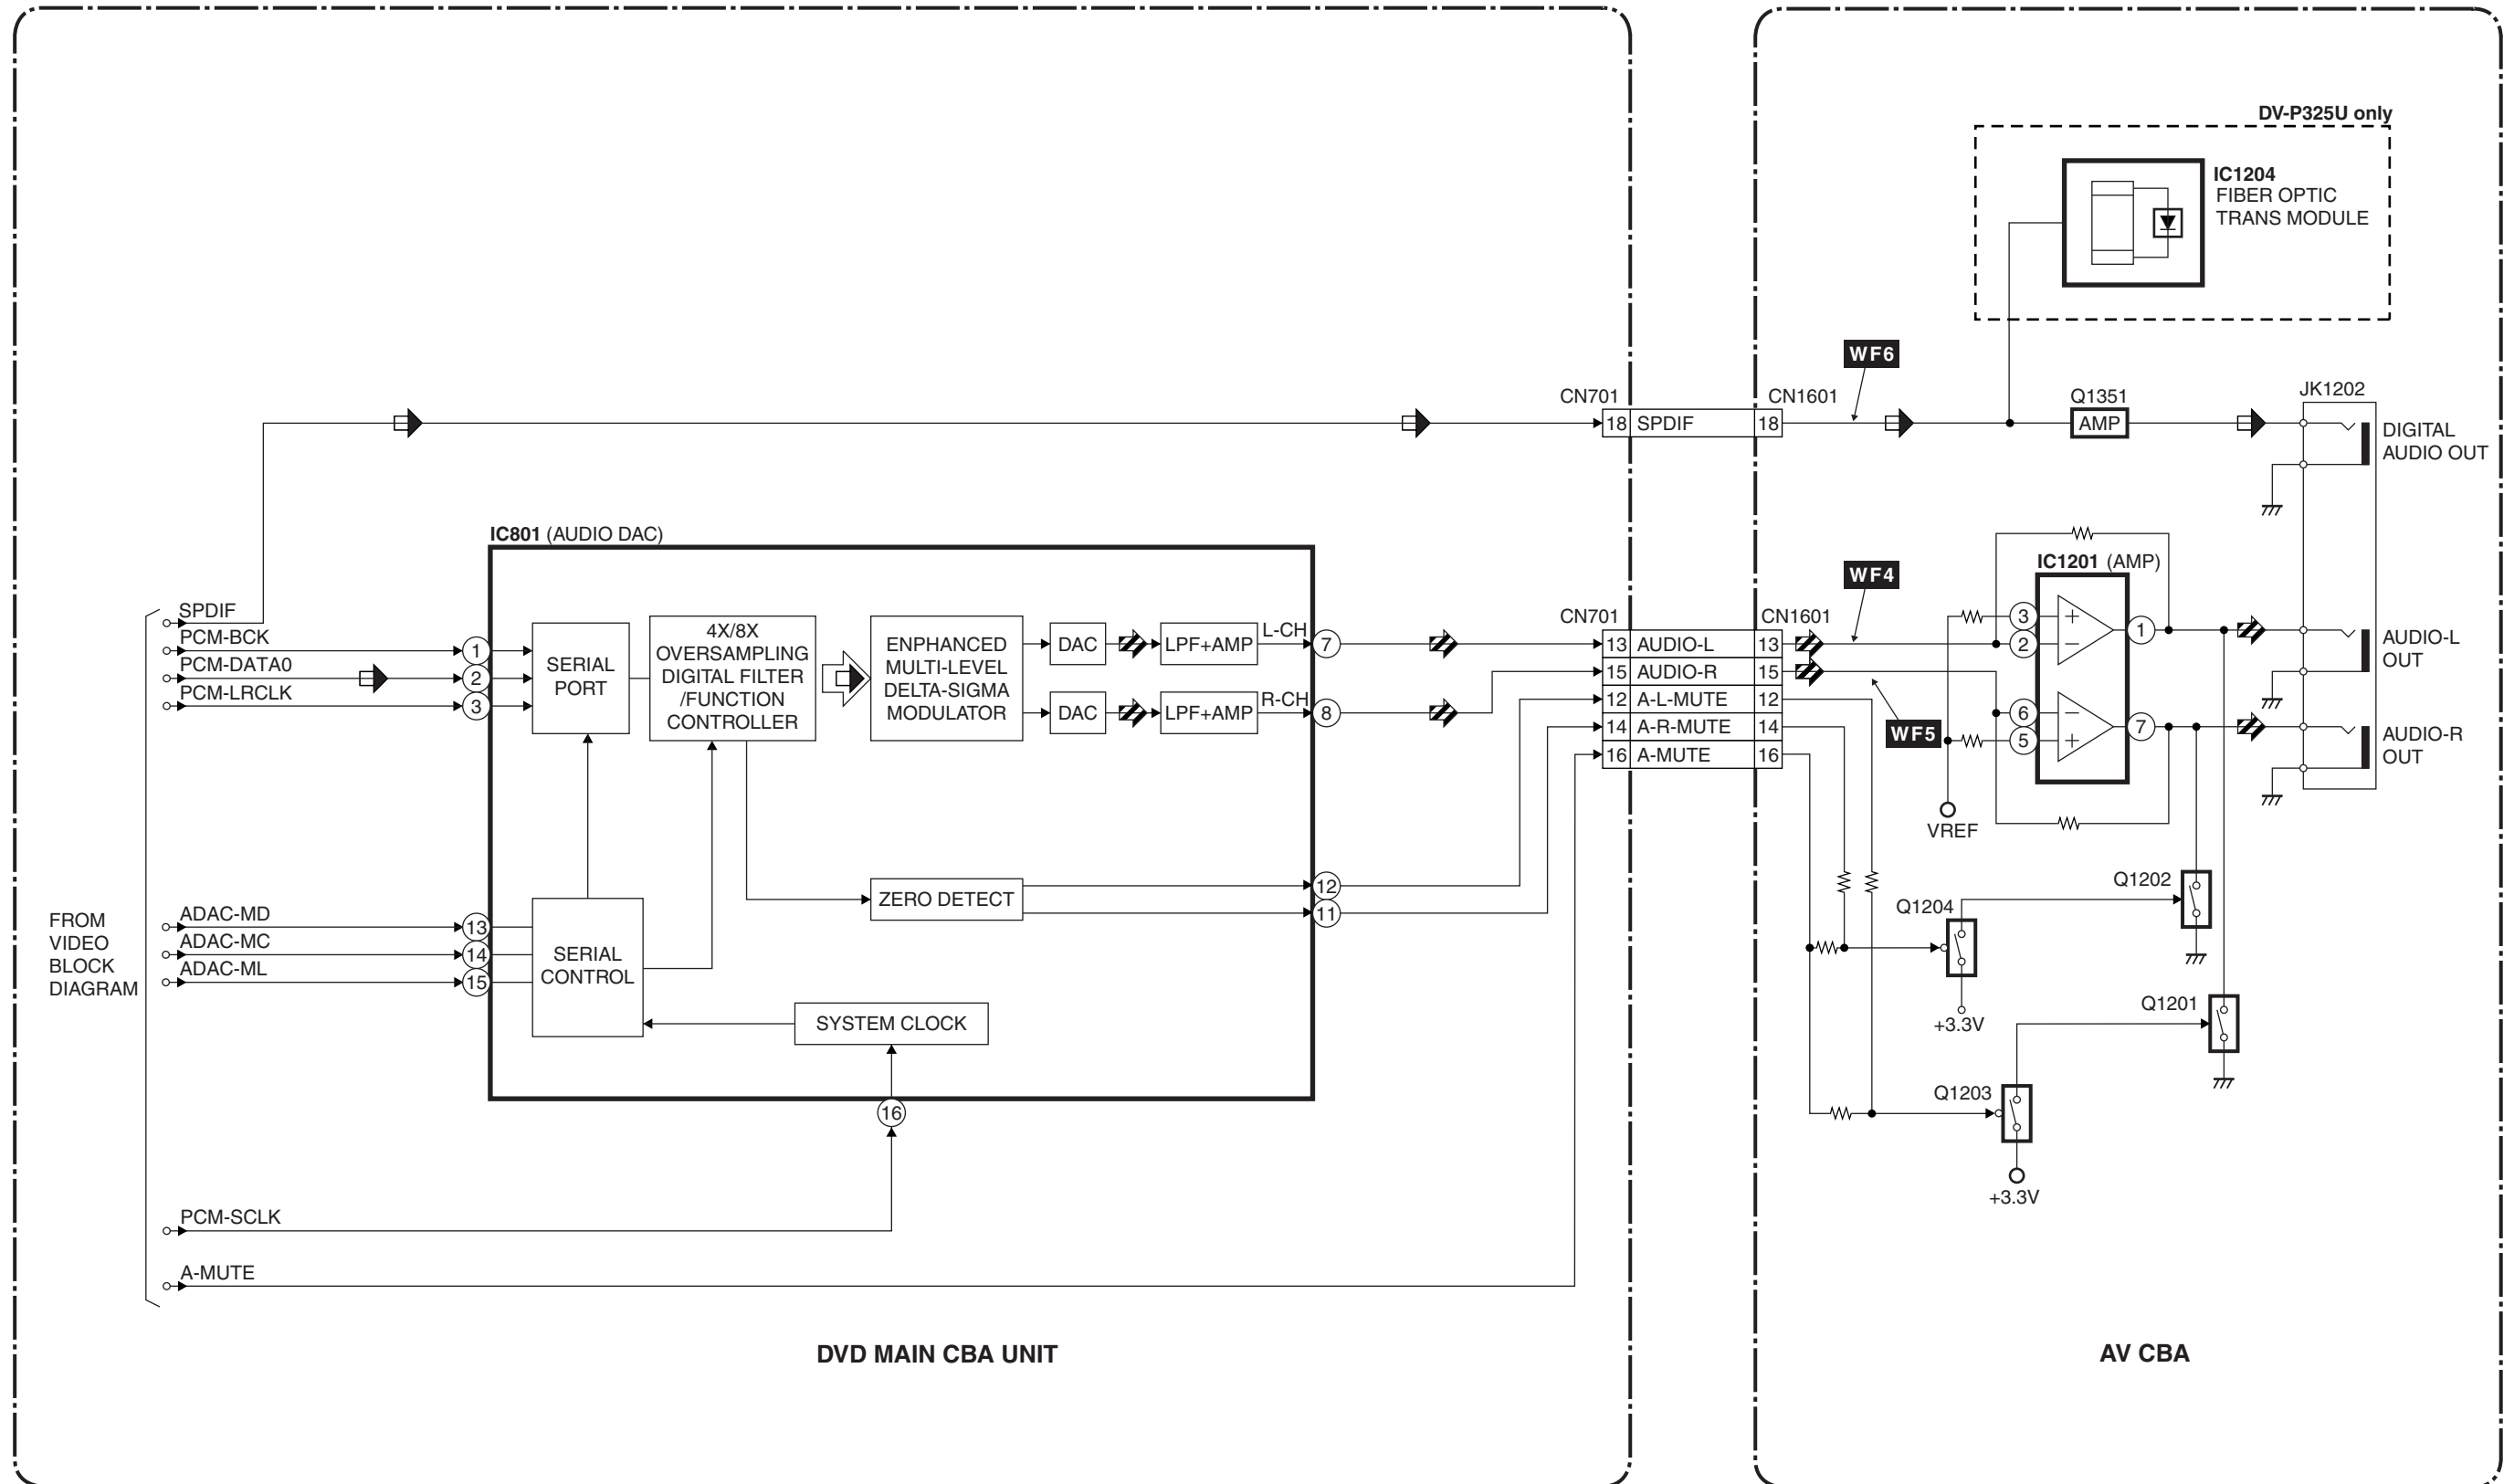 DV-P325U only
IC1204
FIBER OPTIC
TRANS MODULE
WF6
CN701
CN1601
Q1351
JK1202
18 SPDIF 18
AMP
DIGITAL
AUDIO OUT
IC801 (AUDIO DAC)
SPDIF
PCM-BCK
PCM-DATA0
PCM-LRCLK
1
2
3
SERIAL
PORT
4X/8X
OVERSAMPLING
DIGITAL FILTER
/FUNCTION
CONTROLLER
ENPHANCED
MULTI-LEVEL
DELTA-SIGMA
MODULATOR
DAC
LPF+AMP
L-CH
7
DAC
LPF+AMP
R-CH
8
CN701
CN1601
13 AUDIO-L 13
15 AUDIO-R 15
12 A-L-MUTE 12
14 A-R-MUTE 14
16 A-MUTE 16
WF4
WF5
IC1201 (AMP)
3
+
2
−
1
6
−
5
+
7
VREF
AUDIO-L
OUT
AUDIO-R
OUT
FROM
VIDEO
BLOCK
DIAGRAM
ADAC-MD
ADAC-MC
ADAC-ML
13
14
15
SERIAL
CONTROL
ZERO DETECT
12
11
SYSTEM CLOCK
16
PCM-SCLK
A-MUTE
Q1202
Q1204
+3.3V
Q1201
Q1203
+3.3V
DVD MAIN CBA UNIT
AV CBA